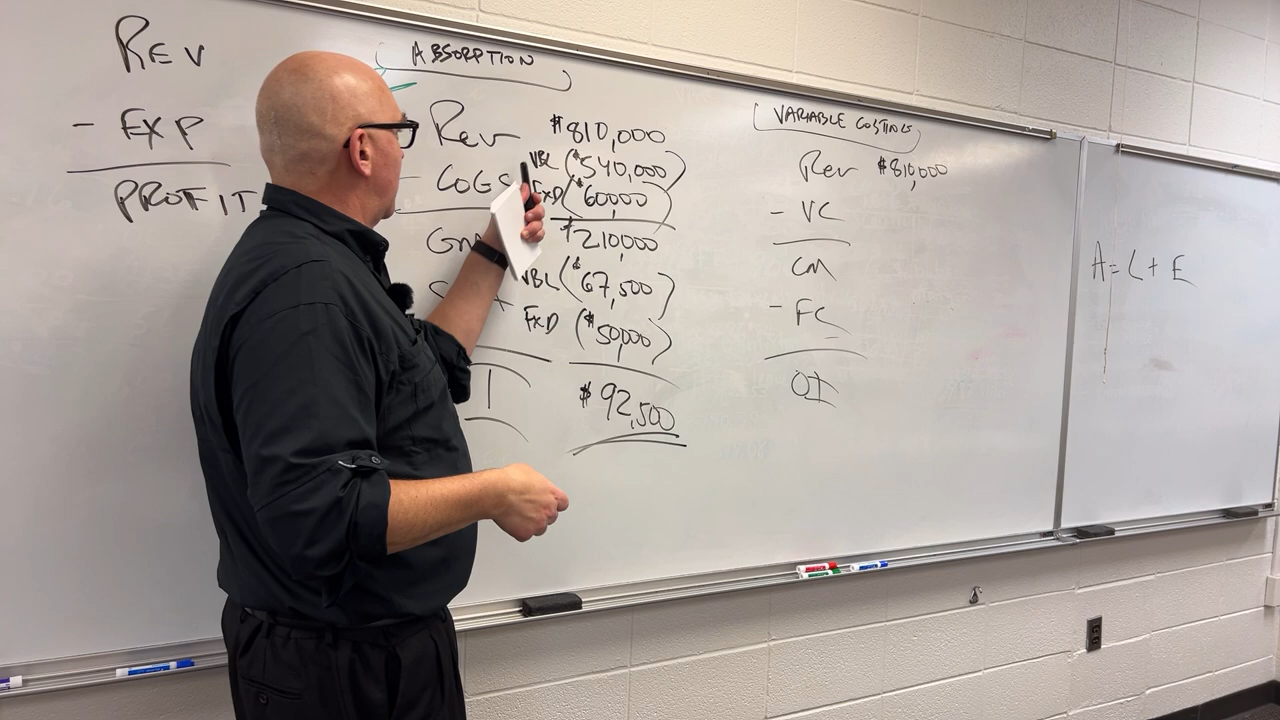 REV
- EXP
PROFIT
ABSORPTION
Rev $810,000
- COGS VBL ($540,000)
FXD ($60,000)
$210,000
VBL ($67,500)
FXD ($50,000)
$92,500
VARIABLE COSTING
Rev $810,000
- VC
CM
- FC
OI
A = L + E